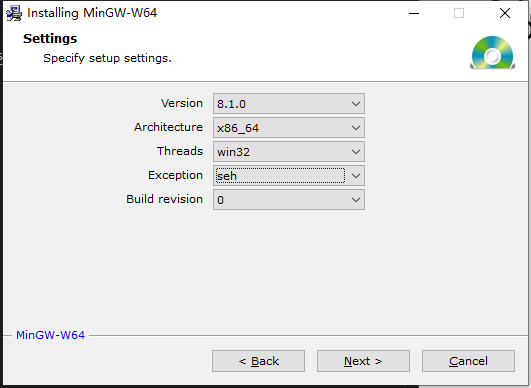 Installing MinGW-W64
Settings
Specify setup settings.
Version 8.1.0
Architecture x86_64
Threads win32
Exception seh
Build revision 0
MinGW-W64
< Back Next > Cancel